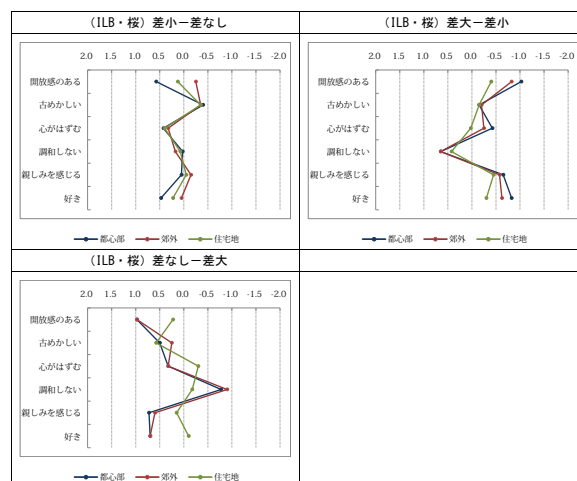 （ILB・桜）差小ー差なし
2.0 1.5 1.0 0.5 0.0 -0.5 -1.0 -1.5 -2.0
開放感のある
古めかしい
心がはずむ
調和しない
親しみを感じる
好き
都心部 郊外 住宅地
（ILB・桜）差大ー差小
2.0 1.5 1.0 0.5 0.0 -0.5 -1.0 -1.5 -2.0
開放感のある
古めかしい
心がはずむ
調和しない
親しみを感じる
好き
都心部 郊外 住宅地
（ILB・桜）差なしー差大
2.0 1.5 1.0 0.5 0.0 -0.5 -1.0 -1.5 -2.0
開放感のある
古めかしい
心がはずむ
調和しない
親しみを感じる
好き
都心部 郊外 住宅地